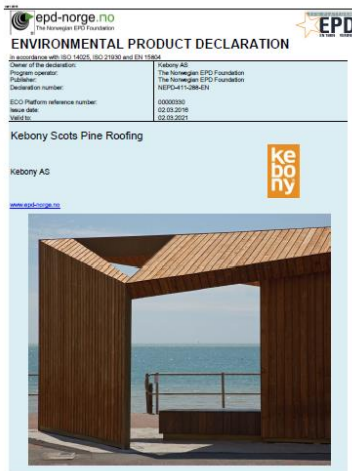 epd-norge.no
The Norwegian EPD Foundation
EPD
ENVIRONMENTAL PRODUCT DECLARATION
in accordance with ISO 14025, ISO 21930 and EN 15804
Owner of the declaration: Kebony AS
Program operator: The Norwegian EPD Foundation
Publisher: The Norwegian EPD Foundation
Declaration number: NEPD-411-288-EN
ECO Platform reference number: 00000330
Issue date: 02.03.2016
Valid to: 02.03.2021
Kebony Scots Pine Roofing
Kebony AS
ke
bo
ny
www.epd-norge.no